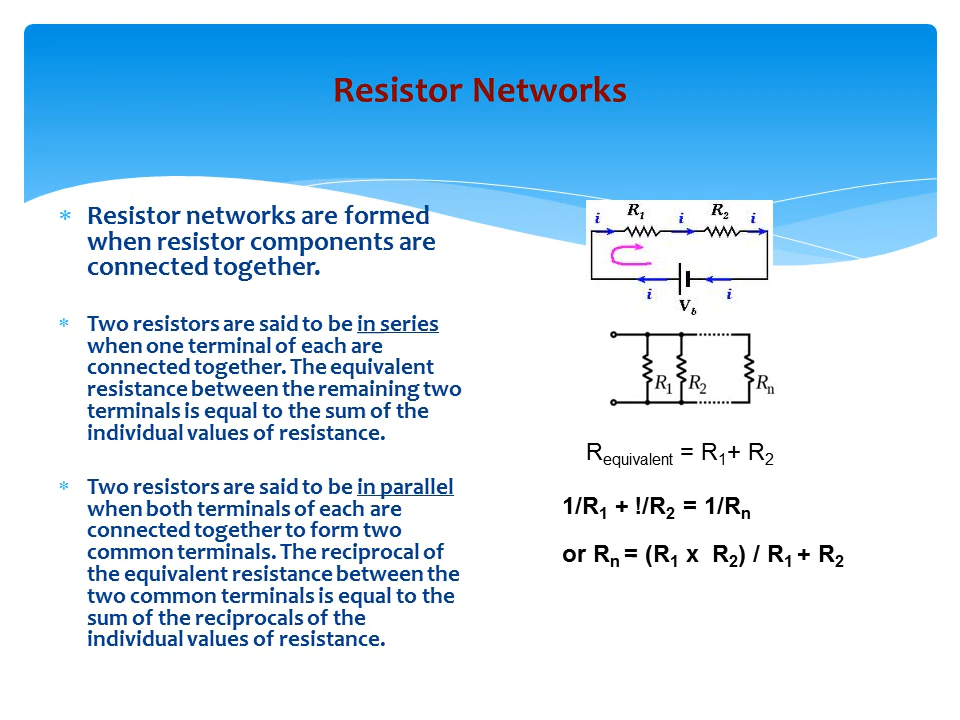 Resistor Networks
* Resistor networks are formed
when resistor components are
connected together.
* Two resistors are said to be in series
when one terminal of each are
connected together. The equivalent
resistance between the remaining two
terminals is equal to the sum of the
individual values of resistance.
* Two resistors are said to be in parallel
when both terminals of each are
connected together to form two
common terminals. The reciprocal of
the equivalent resistance between the
two common terminals is equal to the
sum of the reciprocals of the
individual values of resistance.
i R₁ i R₂ i
i i
V_b
R₁ R₂ Rₙ
R_equivalent = R₁+ R₂
1/R₁ + !/R₂ = 1/Rₙ
or Rₙ = (R₁ x R₂) / R₁ + R₂